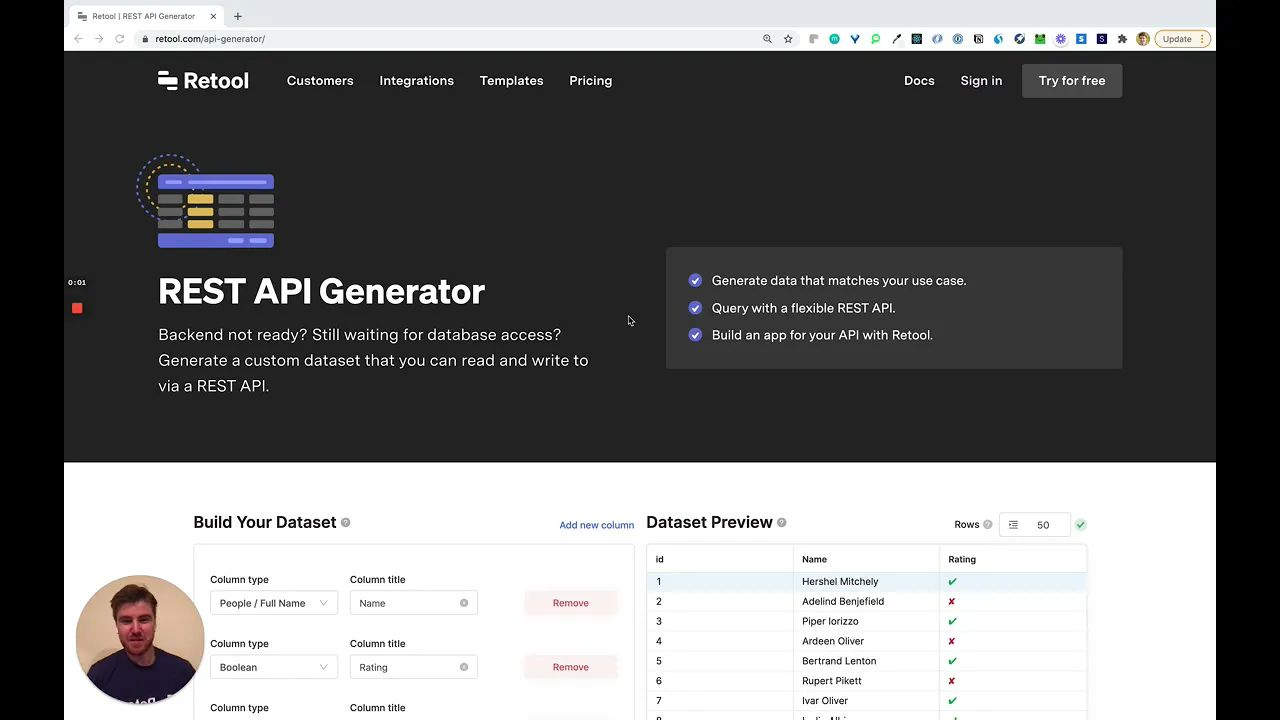 Retool | REST API Generator
retool.com/api-generator/
Update
Retool
Customers
Integrations
Templates
Pricing
Docs
Sign in
Try for free
0:01
REST API Generator
Backend not ready? Still waiting for database access?
Generate a custom dataset that you can read and write to
via a REST API.
Generate data that matches your use case.
Query with a flexible REST API.
Build an app for your API with Retool.
Build Your Dataset
Add new column
Column type
Column title
People / Full Name
Name
Remove
Column type
Column title
Boolean
Rating
Remove
Column type
Column title
Dataset Preview
Rows
50
id Name Rating
1 Hershel Mitchely
2 Adelind Benjefield
3 Piper Iorizzo
4 Ardeen Oliver
5 Bertrand Lenton
6 Rupert Pikett
7 Ivar Oliver
8